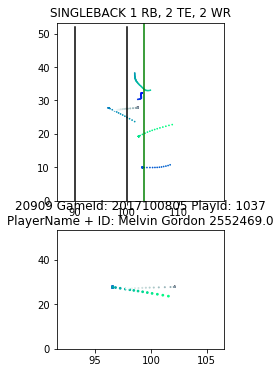 SINGLEBACK 1 RB, 2 TE, 2 WR
50
40
30
20
10
0
90 100 110
20909 GameId: 2017100805 PlayId: 1037
PlayerName + ID: Melvin Gordon 2552469.0
40
20
0
95 100 105